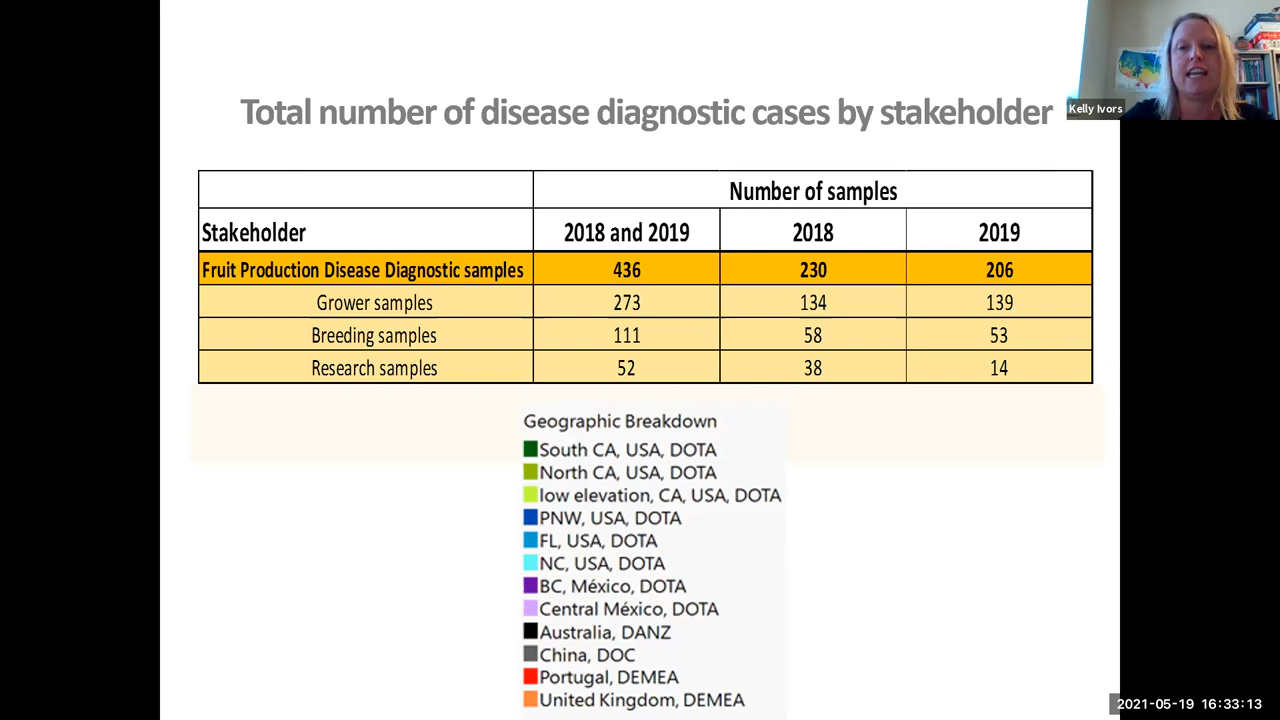 Total number of disease diagnostic cases by stakeholder
Kelly Ivors
Number of samples
Stakeholder 2018 and 2019 2018 2019
Fruit Production Disease Diagnostic samples 436 230 206
Grower samples 273 134 139
Breeding samples 111 58 53
Research samples 52 38 14
Geographic Breakdown
South CA, USA, DOTA
North CA, USA, DOTA
low elevation, CA, USA, DOTA
PNW, USA, DOTA
FL, USA, DOTA
NC, USA, DOTA
BC, México, DOTA
Central México, DOTA
Australia, DANZ
China, DOC
Portugal, DEMEA
United Kingdom, DEMEA
2021-05-19 16:33:13